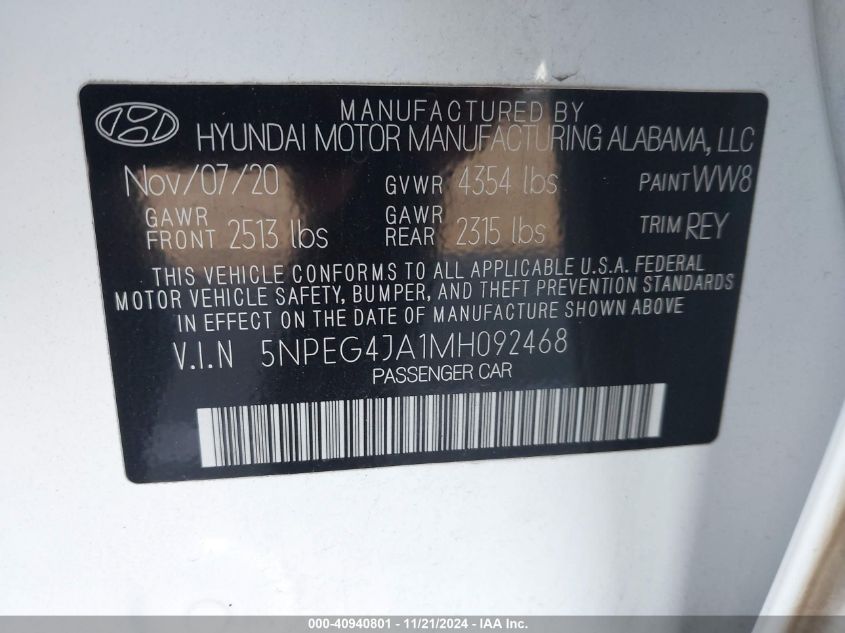 MANUFACTURED BY
HYUNDAI MOTOR MANUFACTURING ALABAMA, LLC
Nov/07/20 GVWR 4354 lbs PAINT WW8
GAWR FRONT 2513 lbs GAWR REAR 2315 lbs TRIM REY
THIS VEHICLE CONFORMS TO ALL APPLICABLE U.S.A. FEDERAL
MOTOR VEHICLE SAFETY, BUMPER, AND THEFT PREVENTION STANDARDS
IN EFFECT ON THE DATE OF MANUFACTURE SHOWN ABOVE
V.I.N 5NPEG4JA1MH092468
PASSENGER CAR
000-40940801 - 11/21/2024 - IAA Inc.